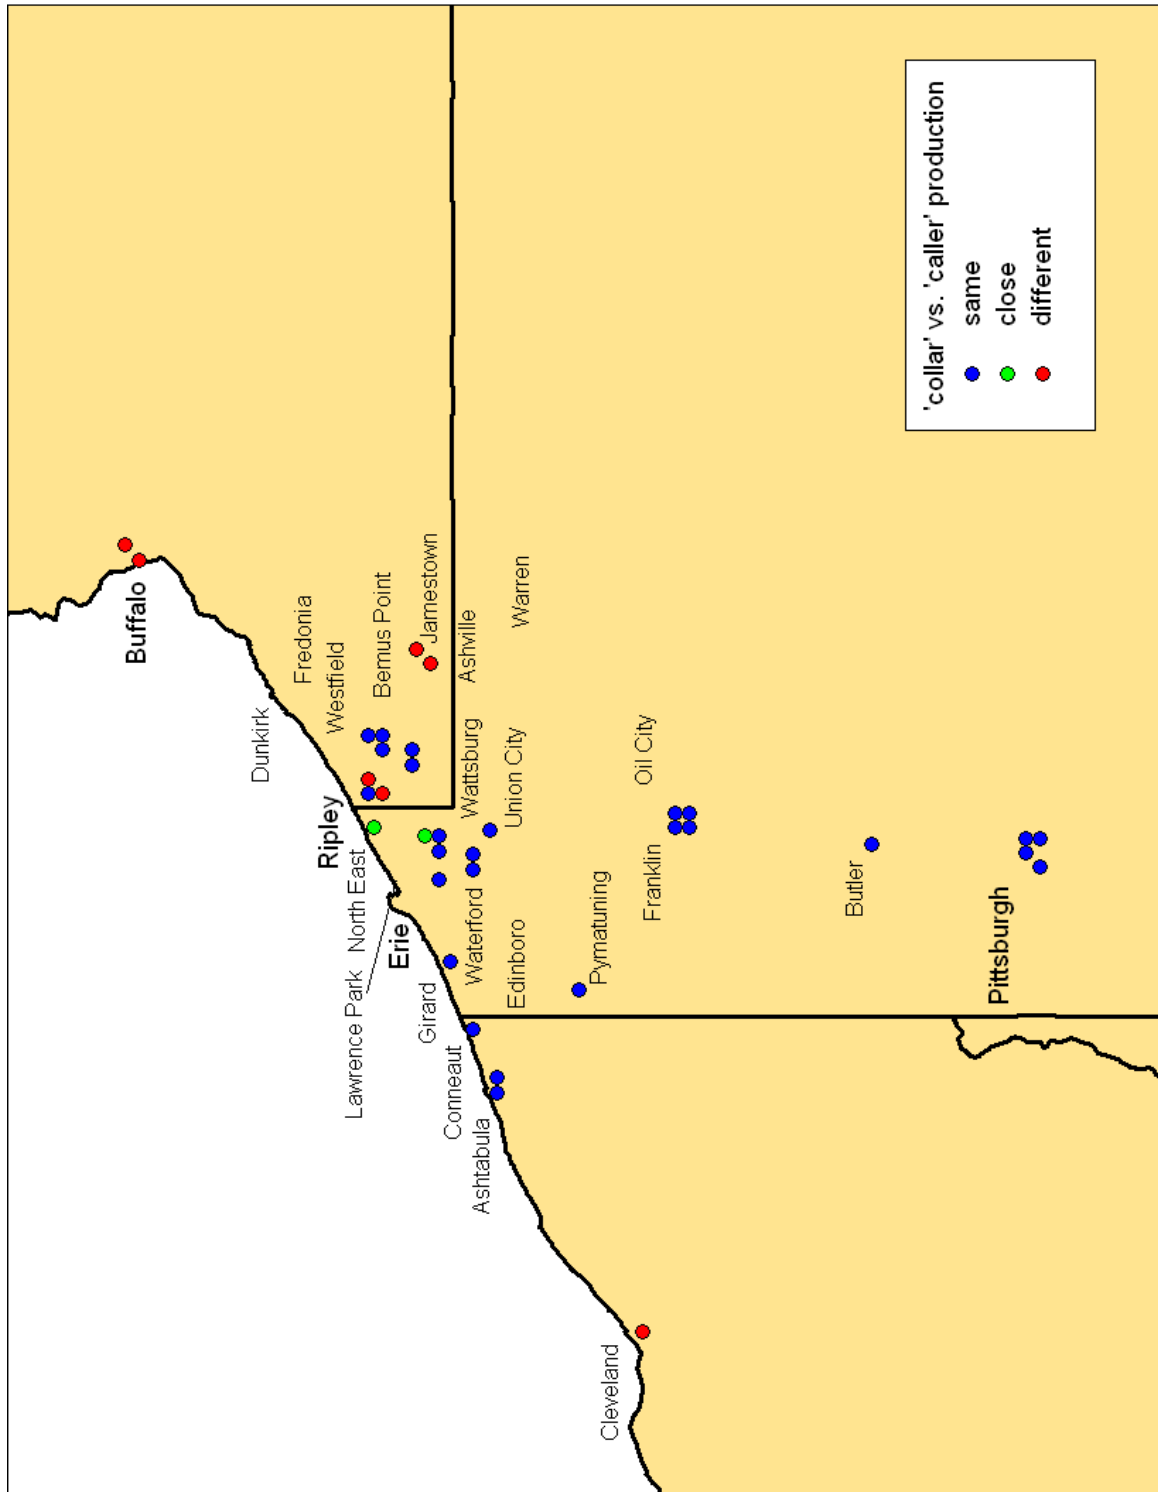 Buffalo
Dunkirk
Fredonia
Westfield
Bemus Point
Jamestown
Ashville
Warren
Ripley
North East
Lawrence Park
Erie
Wattsburg
Union City
Waterford
Edinboro
Girard
Conneaut
Ashtabula
Cleveland
Pymatuning
Oil City
Franklin
Butler
Pittsburgh
'collar' vs. 'caller' production
same
close
different